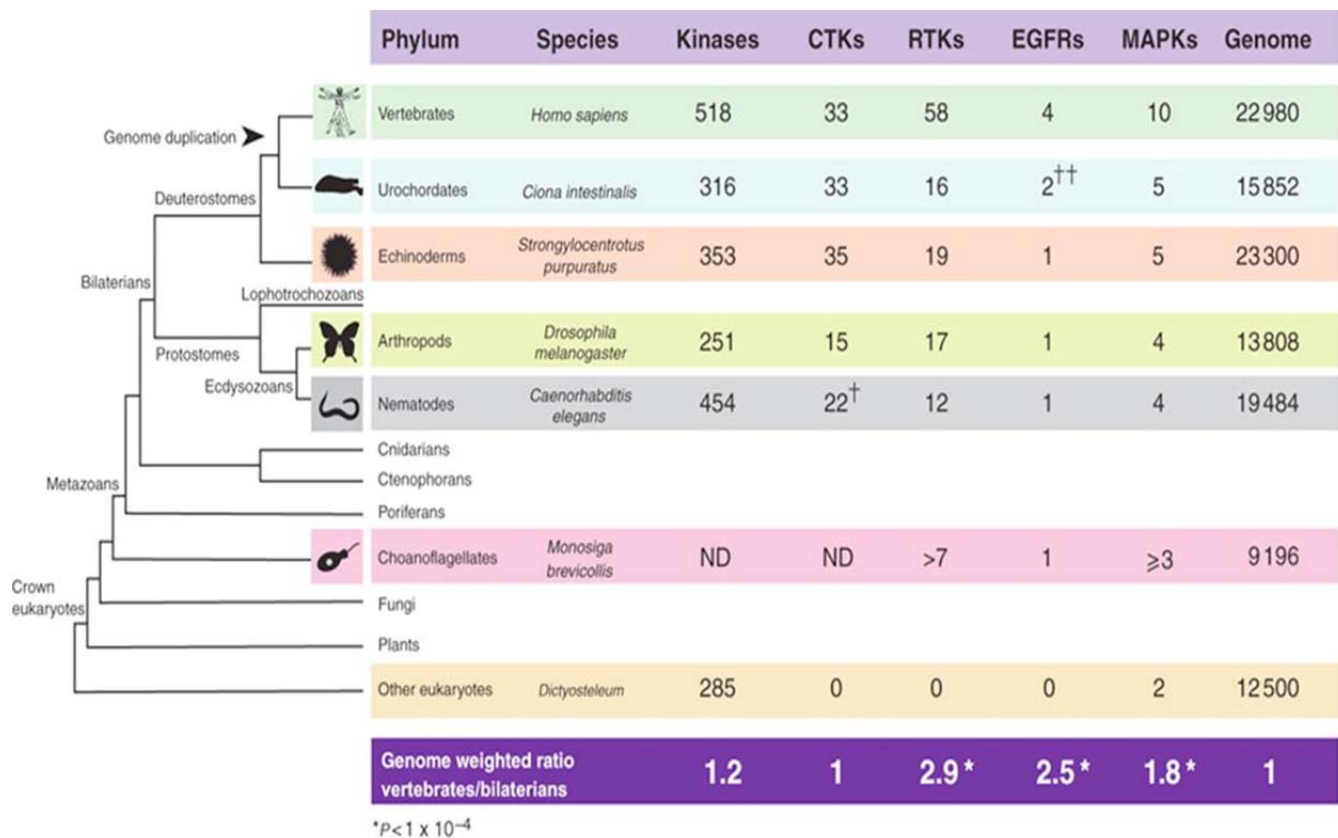 Phylum Species Kinases CTKs RTKs EGFRs MAPKs Genome
Vertebrates Homo sapiens 518 33 58 4 10 22980
Genome duplication
Urochordates Ciona intestinalis 316 33 16 2†† 5 15852
Deuterostomes
Echinoderms Strongylocentrotus purpuratus 353 35 19 1 5 23300
Bilaterians
Lophotrochozoans
Arthropods Drosophila melanogaster 251 15 17 1 4 13808
Protostomes
Ecdysozoans
Nematodes Caenorhabditis elegans 454 22† 12 1 4 19484
Cnidarians
Ctenophorans
Metazoans
Poriferans
Choanoflagellates Monosiga brevicollis ND ND >7 1 ⩾3 9196
Crown
eukaryotes
Fungi
Plants
Other eukaryotes Dictyosteleum 285 0 0 0 2 12500
Genome weighted ratio
vertebrates/bilaterians 1.2 1 2.9* 2.5* 1.8* 1
*P<1 x 10⁻⁴